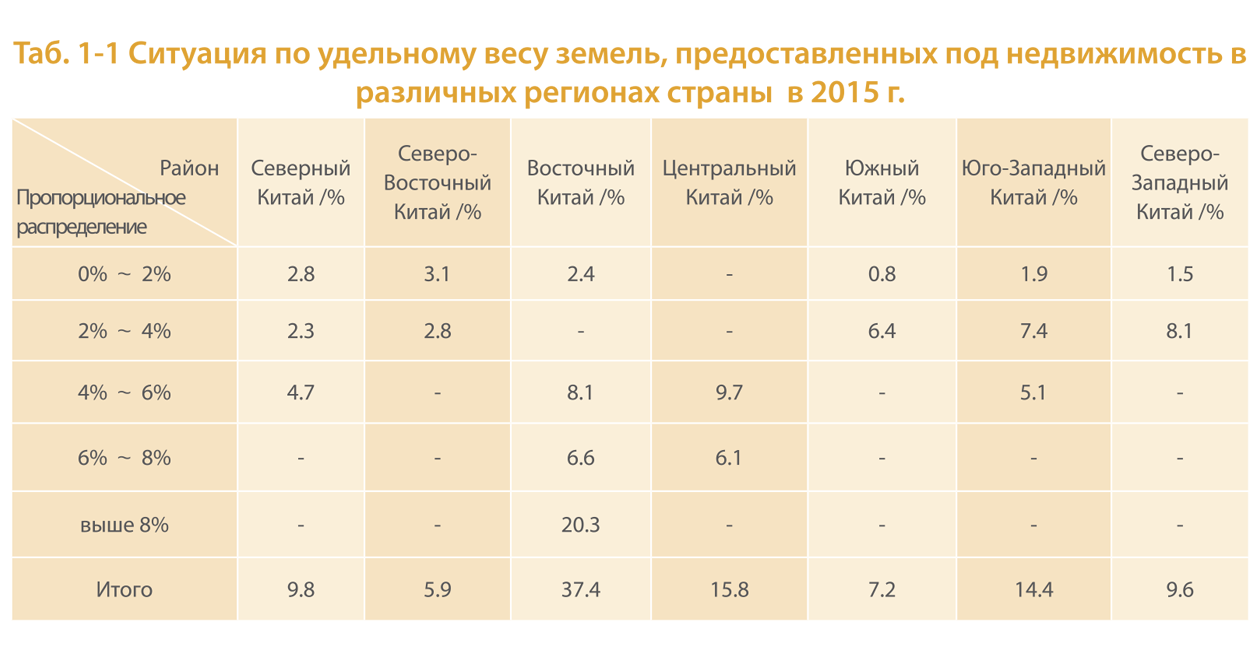 Таб. 1-1 Ситуация по удельному весу земель, предоставленных под недвижимость в
различных регионах страны в 2015 г.
Район
Пропорциональное
распределение
Северный
Китай /%
Северо-
Восточный
Китай /%
Восточный
Китай /%
Центральный
Китай /%
Южный
Китай /%
Юго-Западный
Китай /%
Северо-
Западный
Китай /%
0% ~ 2% 2.8 3.1 2.4 - 0.8 1.9 1.5
2% ~ 4% 2.3 2.8 - - 6.4 7.4 8.1
4% ~ 6% 4.7 - 8.1 9.7 - 5.1 -
6% ~ 8% - - 6.6 6.1 - - -
выше 8% - - 20.3 - - - -
Итого 9.8 5.9 37.4 15.8 7.2 14.4 9.6